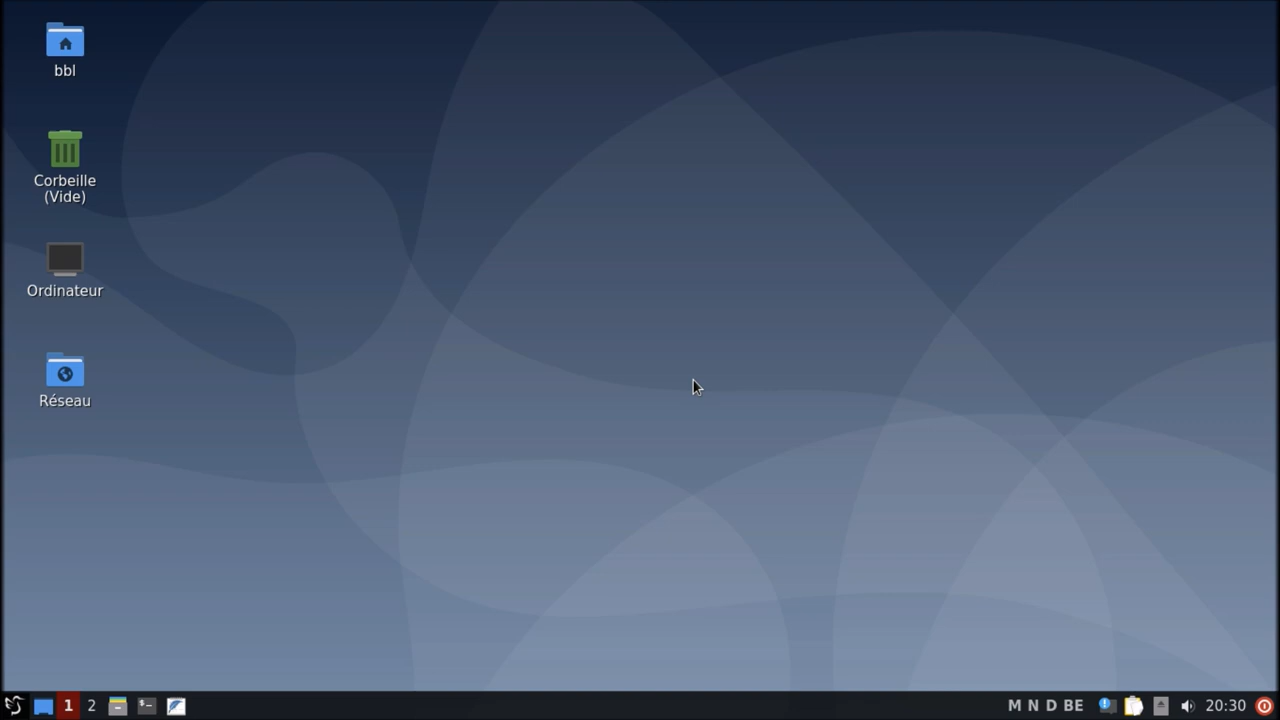 bbl
Corbeille
(Vide)
Ordinateur
Réseau
1 2
M N D BE
20:30